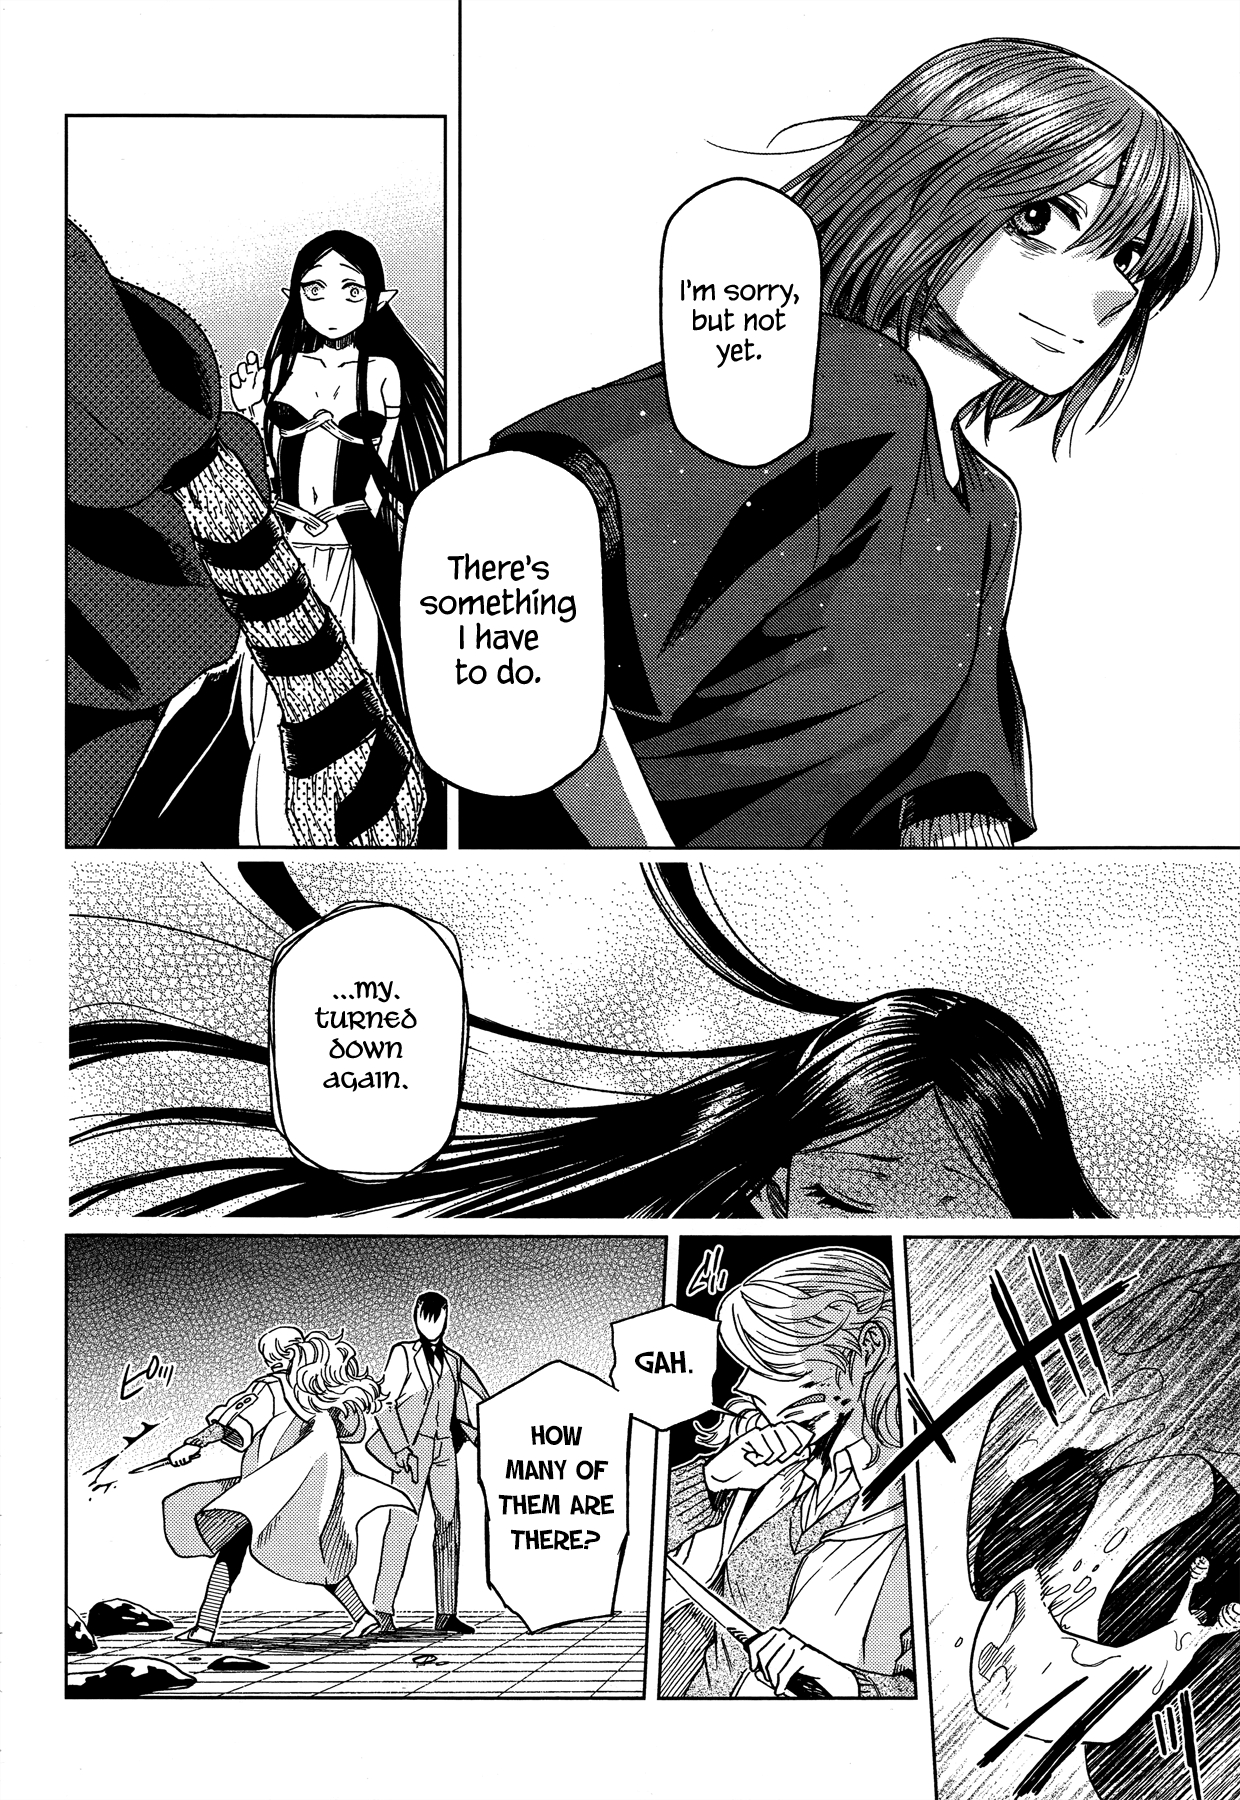 I'm sorry,
but not
yet.
There's
something
I have
to do.
...my.
turned
down
again.
GAH.
HOW
MANY OF
THEM ARE
THERE?